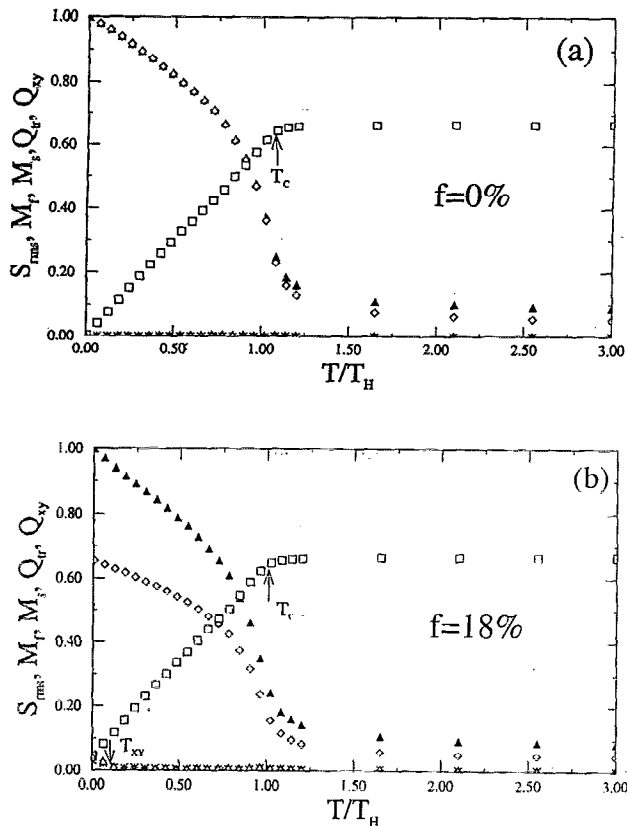 (a)
1.00
0.80
0.60
0.40
0.20
0.00
S_rms, M_f, M_s, Q_tr, Q_xy
T_C
f=0%
0.00 0.50 1.00 1.50 2.00 2.50 3.00
T/T_H
(b)
1.00
0.80
0.60
0.40
0.20
0.00
S_rms, M_f, M_s, Q_tr, Q_xy
T_c
f=18%
T_XY
0.00 0.50 1.00 1.50 2.00 2.50 3.00
T/T_H